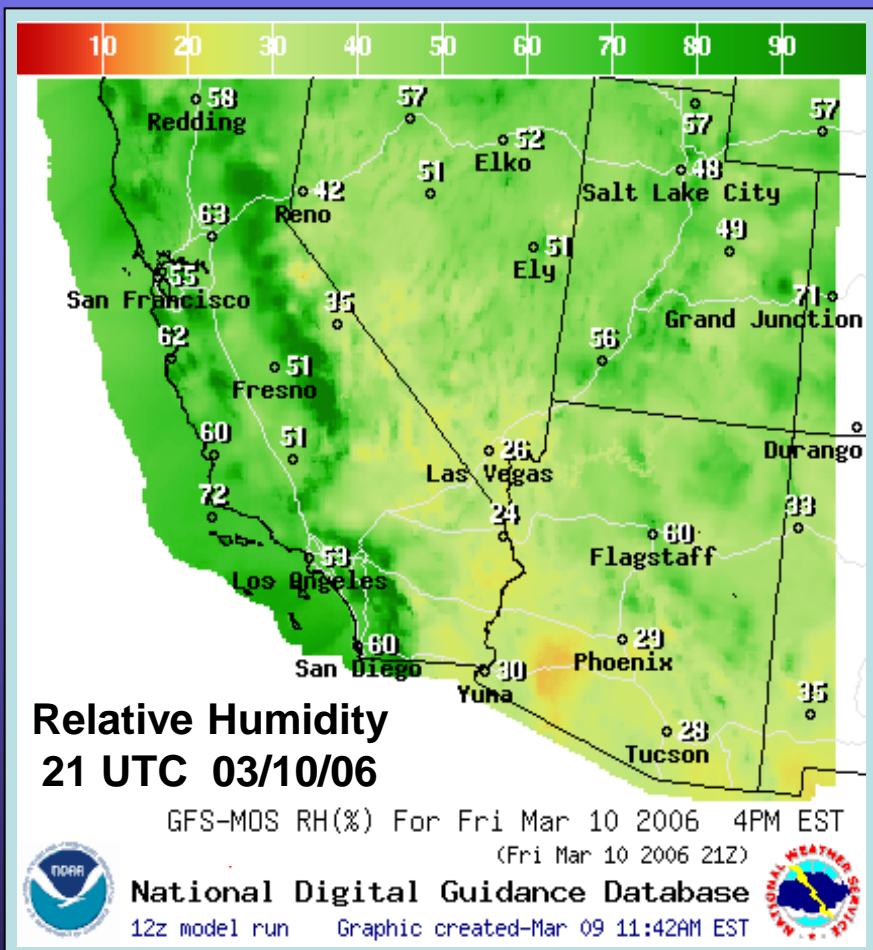 10 20 30 40 50 60 70 80 90
58
Redding
57
57
57
52
Elko
48
Salt Lake City
51
42
Reno
63
49
51
Ely
55
San Francisco
35
71
Grand Junction
62
56
51
Fresno
60
51
26
Las Vegas
Durango
72
24
33
60
Flagstaff
53
Los Angeles
60
San Diego
29
Phoenix
30
Yuma
35
28
Tucson
Relative Humidity
21 UTC 03/10/06
GFS-MOS RH(%) For Fri Mar 10 2006 4PM EST
(Fri Mar 10 2006 21Z)
NOAA
National Digital Guidance Database
12z model run Graphic created-Mar 09 11:42AM EST
NATIONAL WEATHER SERVICE